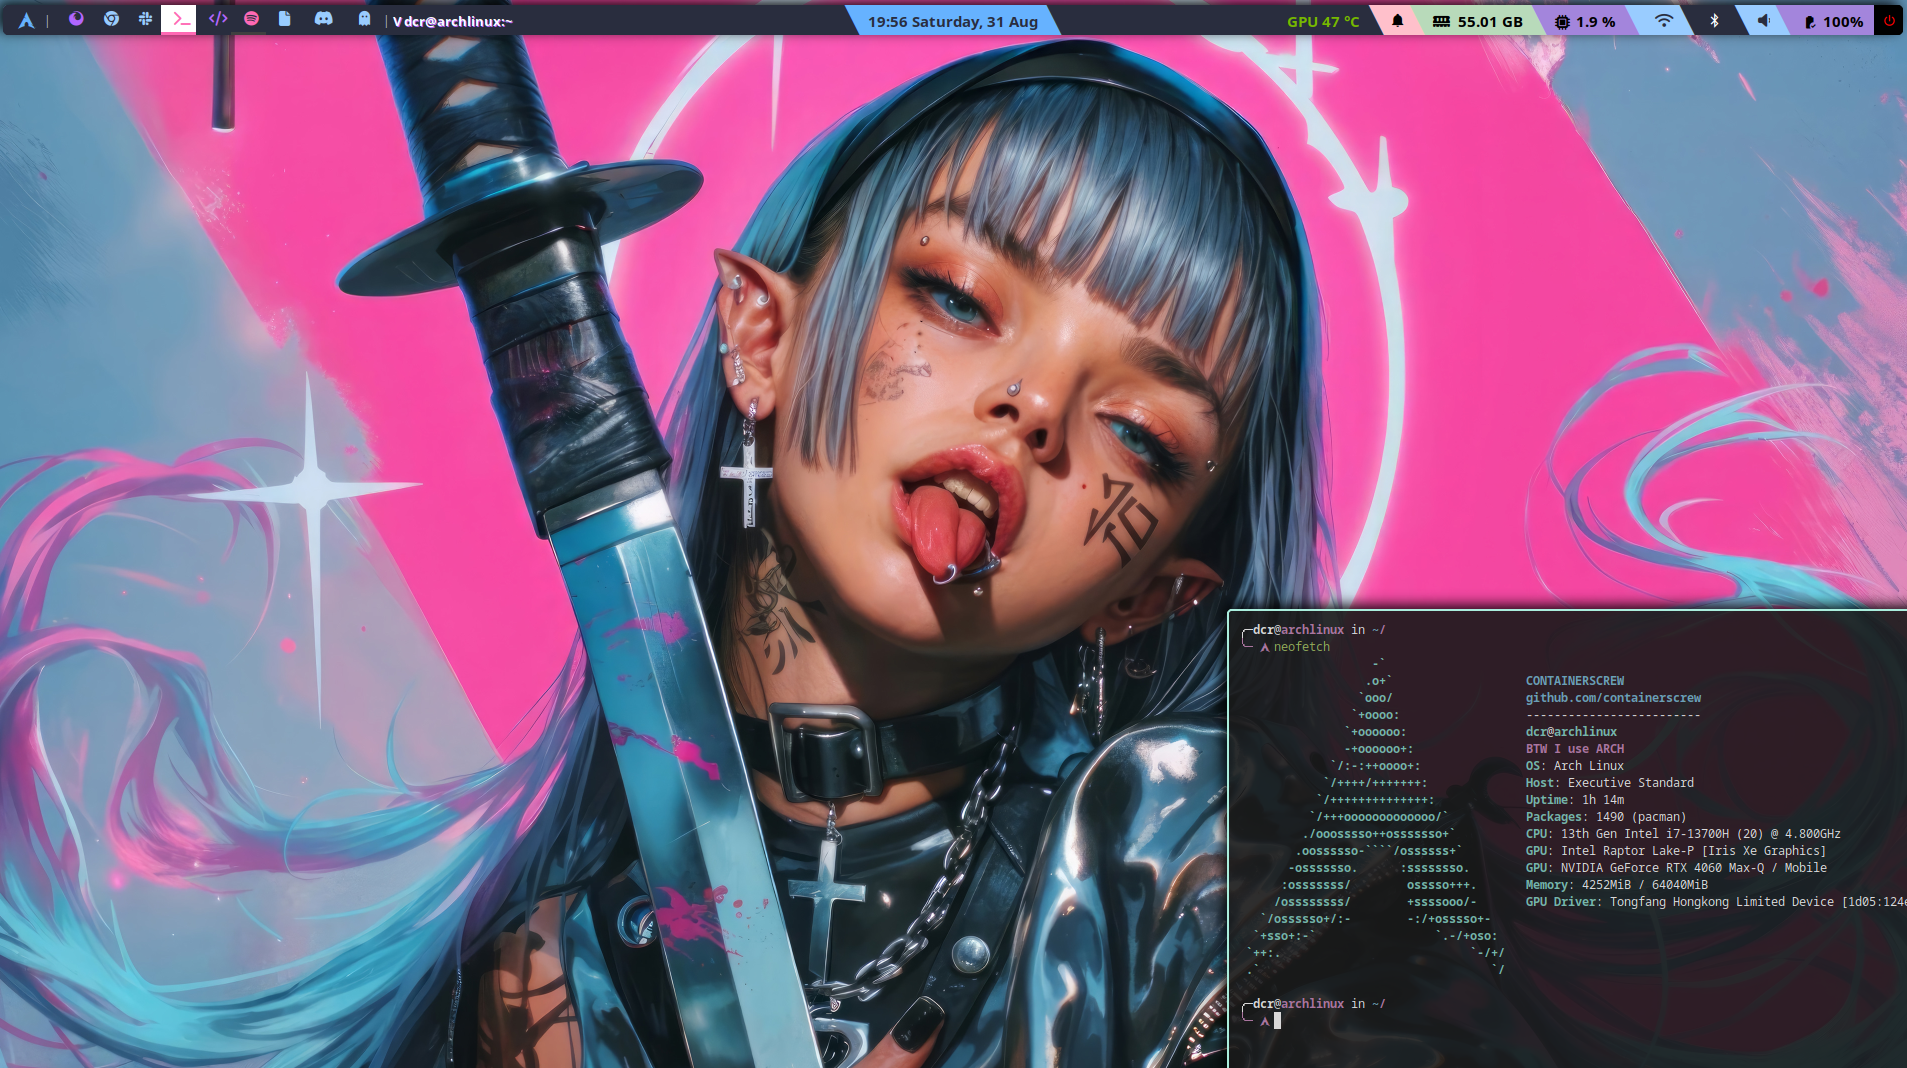 V dcr@archlinux:~
19:56 Saturday, 31 Aug
GPU 47 °C
55.01 GB
1.9 %
100%
dcr@archlinux in ~/
neofetch
-`
.o+`
`ooo/
`+oooo:
`+oooooo:
-+oooooo+:
`/:-:++oooo+:
`/++++/+++++++:
`/++++++++++++++:
`/+++ooooooooooooo/`
./ooosssso++osssssso+`
.oossssso-````/ossssss+`
-osssssso. :ssssssso.
:osssssss/ osssso+++.
/ossssssss/ +ssssooo/-
`/ossssso+/:- -:/+osssso+-
`+sso+:-` `.-/+oso:
`++:. `-/+/
.` `/
CONTAINERSCREW
github.com/containerscrew
-------------------------
dcr@archlinux
BTW I use ARCH
OS: Arch Linux
Host: Executive Standard
Uptime: 1h 14m
Packages: 1490 (pacman)
CPU: 13th Gen Intel i7-13700H (20) @ 4.800GHz
GPU: Intel Raptor Lake-P [Iris Xe Graphics]
GPU: NVIDIA GeForce RTX 4060 Max-Q / Mobile
Memory: 4252MiB / 64040MiB
GPU Driver: Tongfang Hongkong Limited Device [1d05:124
dcr@archlinux in ~/